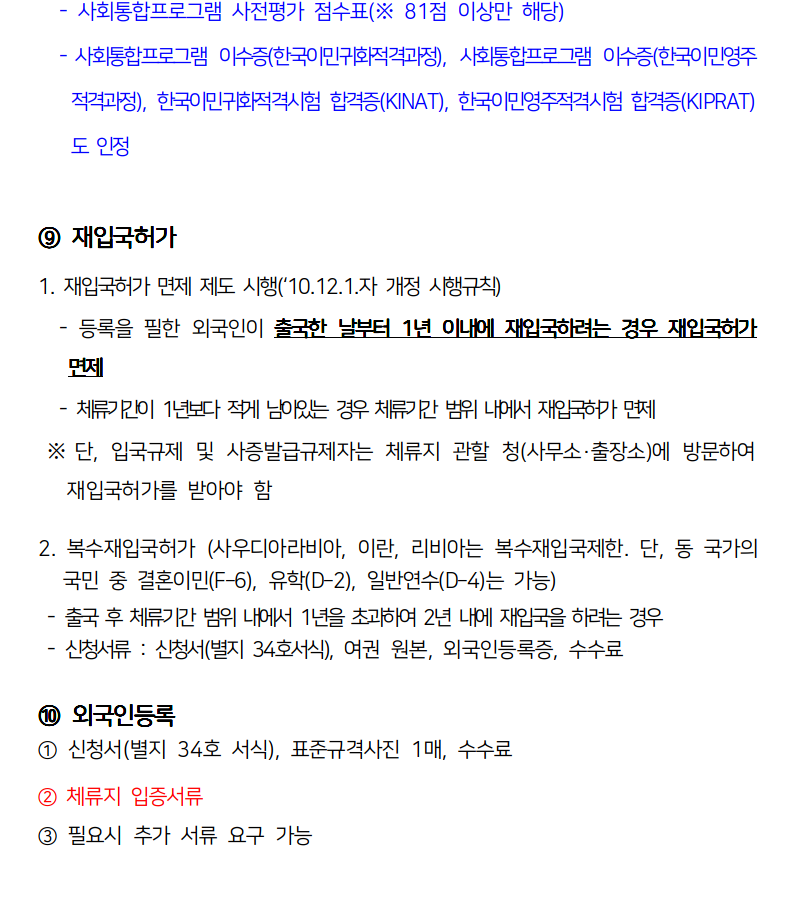 - 사회통합프로그램 사전평가 점수표(※ 81점 이상만 해당)
- 사회통합프로그램 이수증(한국이민귀화적격과정), 사회통합프로그램 이수증(한국이민영주
적격과정), 한국이민귀화적격시험 합격증(KINAT), 한국이민영주적격시험 합격증(KIPRAT)
도 인정
⑨ 재입국허가
1. 재입국허가 면제 제도 시행(‘10.12.1.자 개정 시행규칙)
- 등록을 필한 외국인이 출국한 날부터 1년 이내에 재입국하려는 경우 재입국허가
면제
- 체류기간이 1년보다 적게 남아있는 경우 체류기간 범위 내에서 재입국허가 면제
※ 단, 입국규제 및 사증발급규제자는 체류지 관할 청(사무소·출장소)에 방문하여
재입국허가를 받아야 함
2. 복수재입국허가 (사우디아라비아, 이란, 리비아는 복수재입국제한. 단, 동 국가의
국민 중 결혼이민(F-6), 유학(D-2), 일반연수(D-4)는 가능)
- 출국 후 체류기간 범위 내에서 1년을 초과하여 2년 내에 재입국을 하려는 경우
- 신청서류 : 신청서(별지 34호서식), 여권 원본, 외국인등록증, 수수료
⑩ 외국인등록
① 신청서(별지 34호 서식), 표준규격사진 1매, 수수료
② 체류지 입증서류
③ 필요시 추가 서류 요구 가능